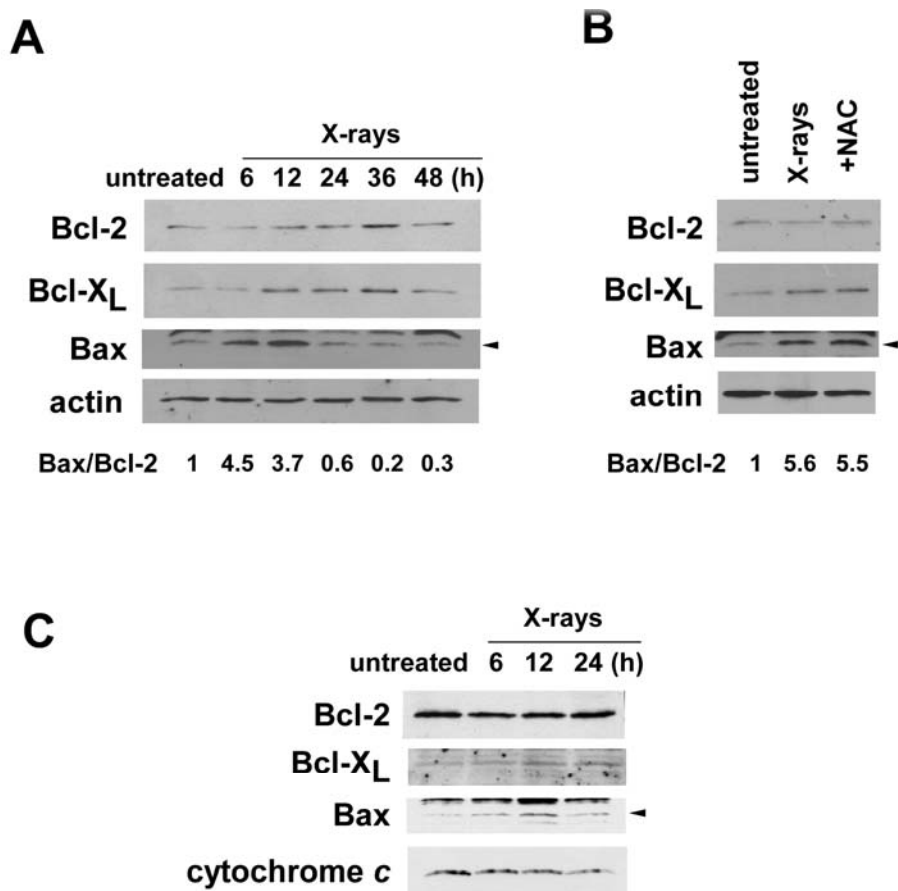 A
X-rays
untreated 6 12 24 36 48 (h)
Bcl-2
Bcl-XL
Bax
actin
Bax/Bcl-2 1 4.5 3.7 0.6 0.2 0.3
B
untreated X-rays +NAC
Bcl-2
Bcl-XL
Bax
actin
Bax/Bcl-2 1 5.6 5.5
C
X-rays
untreated 6 12 24 (h)
Bcl-2
Bcl-XL
Bax
cytochrome c